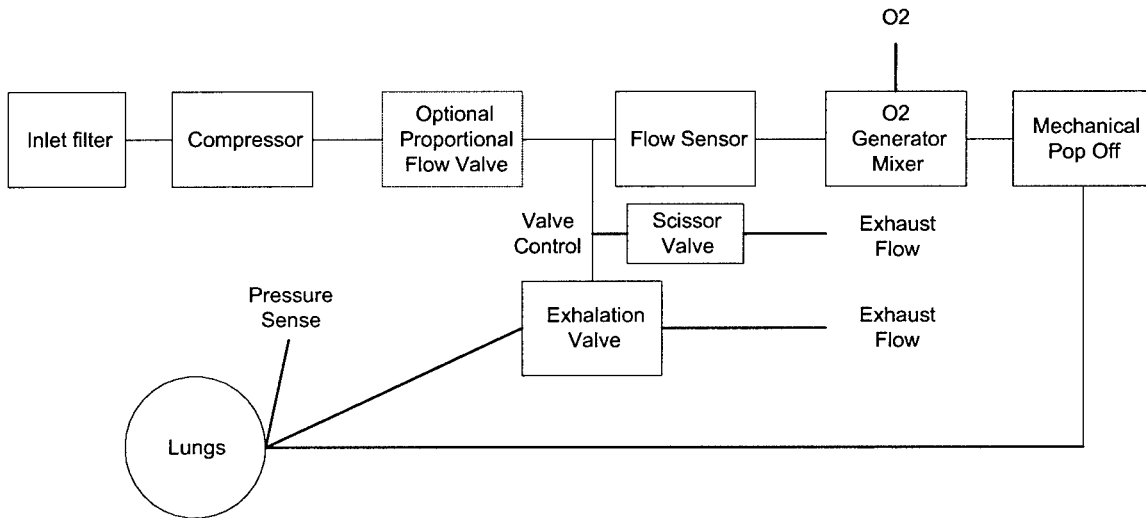 O2
Inlet filter
Compressor
Optional
Proportional
Flow Valve
Flow Sensor
O2
Generator
Mixer
Mechanical
Pop Off
Valve
Control
Scissor
Valve
Exhaust
Flow
Pressure
Sense
Exhalation
Valve
Exhaust
Flow
Lungs